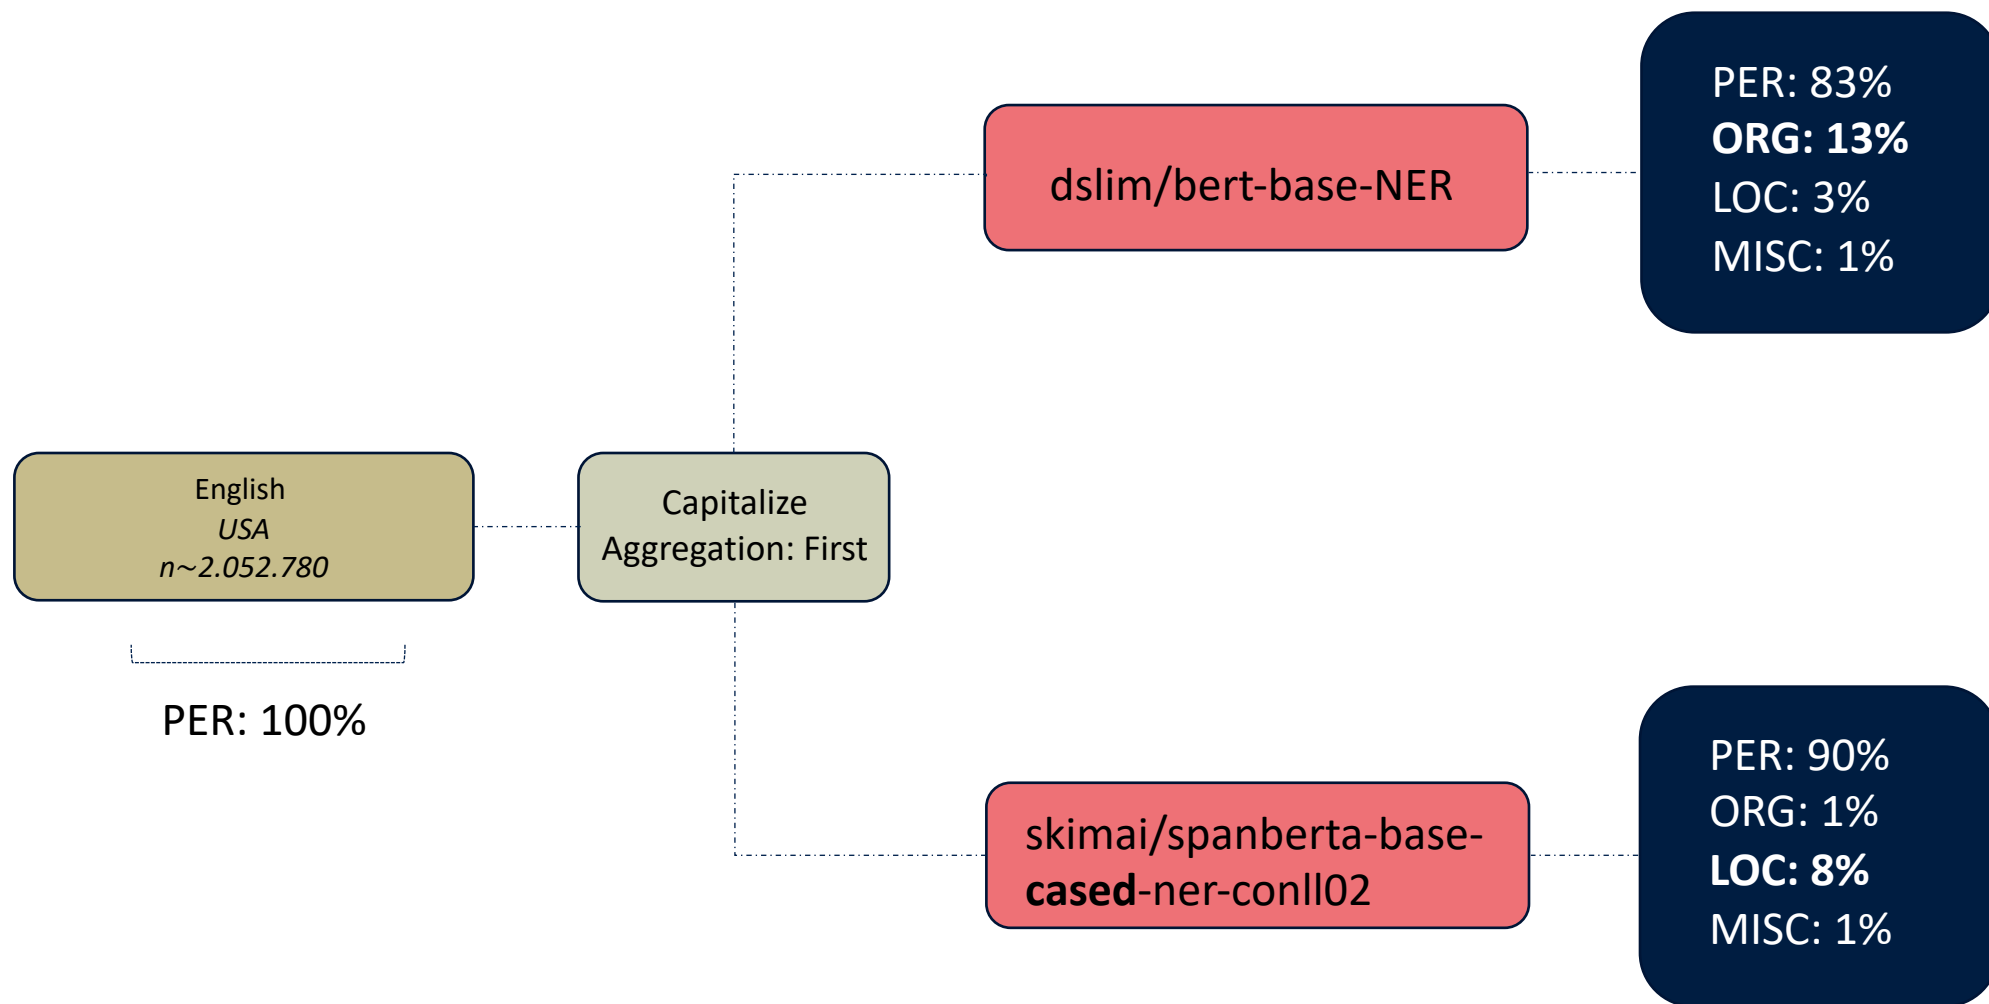 English
USA
n~2.052.780
PER: 100%
Capitalize
Aggregation: First
dslim/bert-base-NER
PER: 83%
ORG: 13%
LOC: 3%
MISC: 1%
skimai/spanberta-base-
cased-ner-conll02
PER: 90%
ORG: 1%
LOC: 8%
MISC: 1%